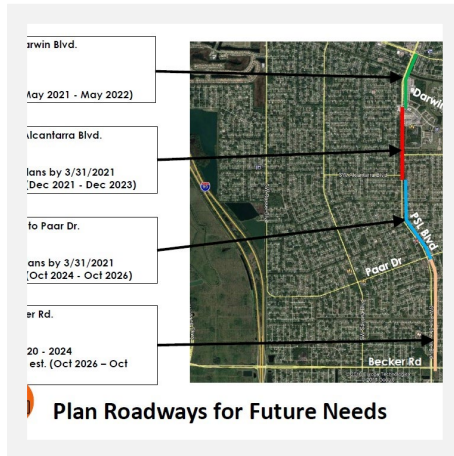 arwin Blvd.
May 2021 - May 2022)
Alcantarra Blvd.
lans by 3/31/2021
(Dec 2021 - Dec 2023)
to Paar Dr.
ans by 3/31/2021
(Oct 2024 - Oct 2026)
er Rd.
20 - 2024
est. (Oct 2026 – Oct
Darwi
PSL Blvd
Paar Dr
Becker Rd
Plan Roadways for Future Needs